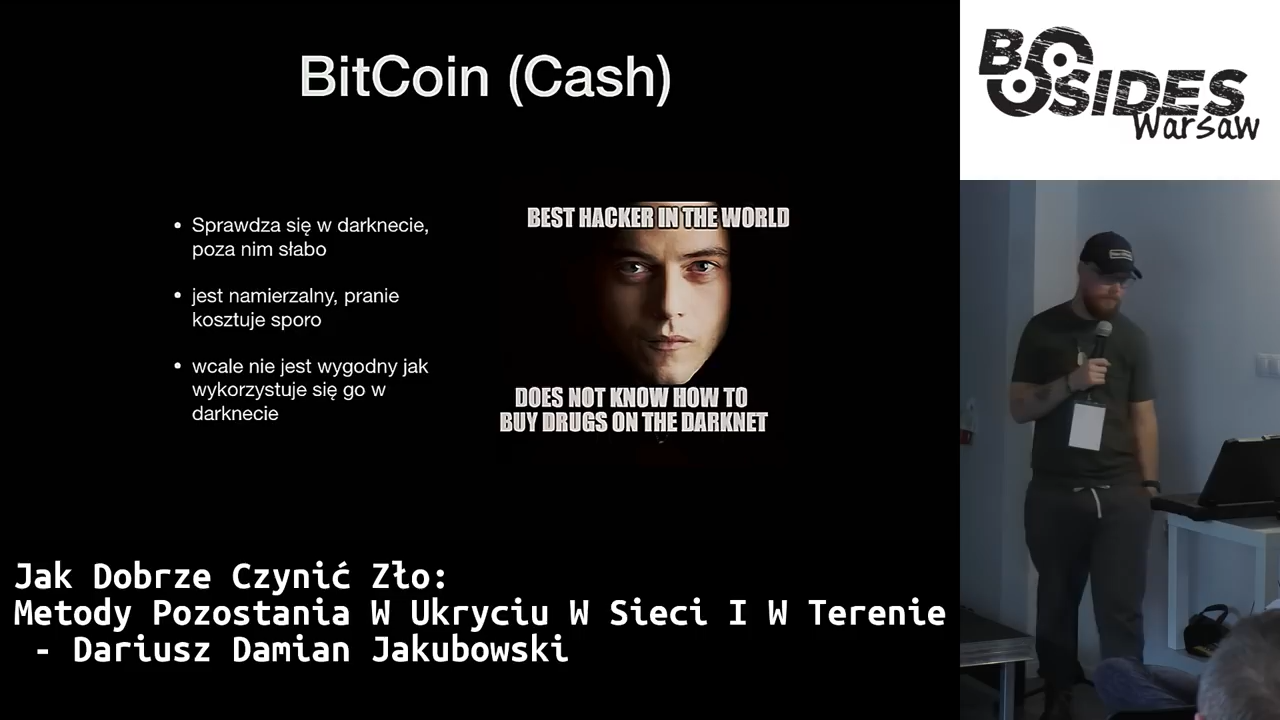 BitCoin (Cash)
• Sprawdza się w darknecie,
poza nim słabo
• jest namierzalny, pranie
kosztuje sporo
• wcale nie jest wygodny jak
wykorzystuje się go w
darknecie
BEST HACKER IN THE WORLD
DOES NOT KNOW HOW TO
BUY DRUGS ON THE DARKNET
BSIDES
Warsaw
Jak Dobrze Czynić Zło:
Metody Pozostania W Ukryciu W Sieci I W Terenie
- Dariusz Damian Jakubowski